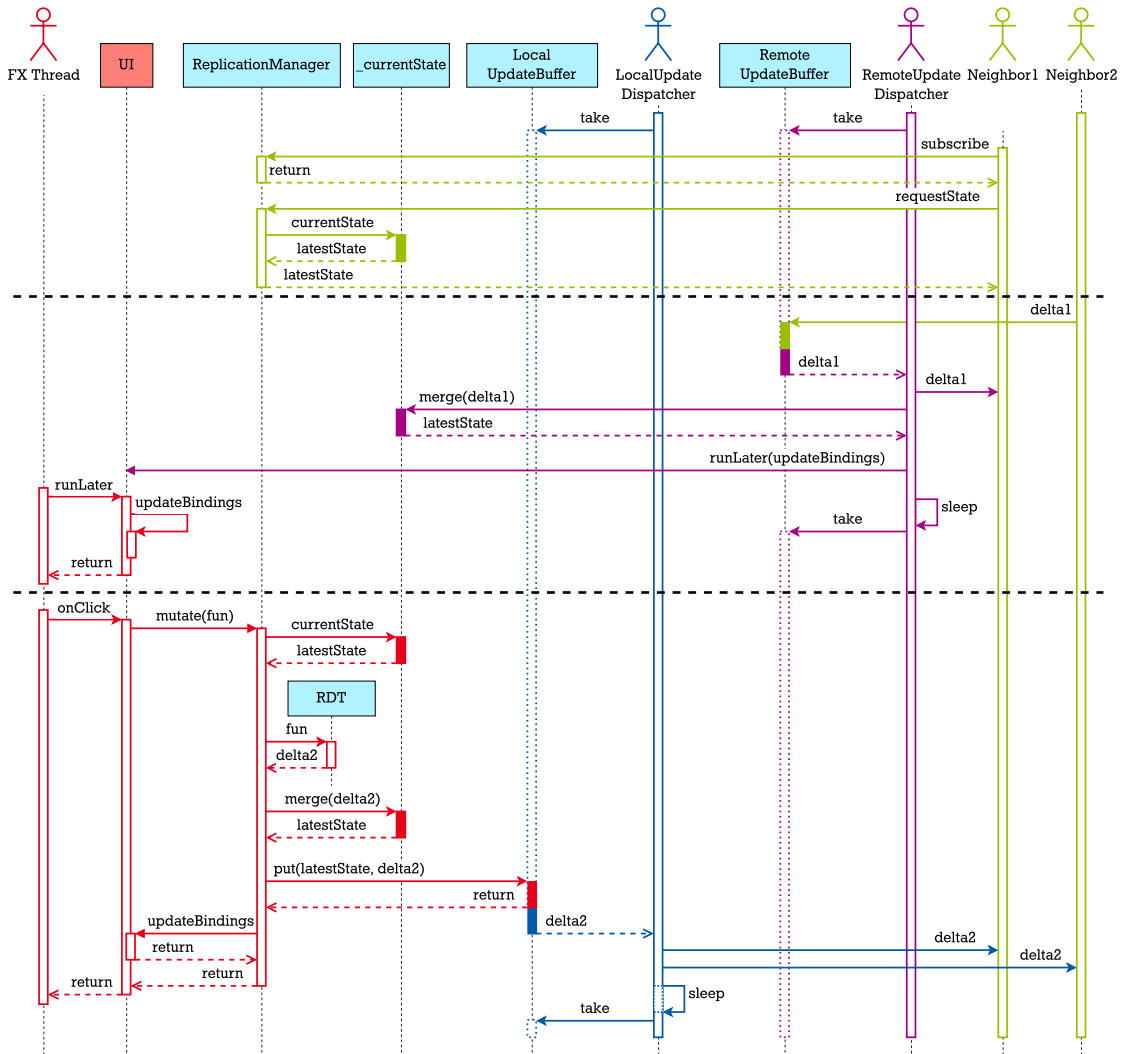 FX Thread
UI
ReplicationManager
_currentState
Local
UpdateBuffer
LocalUpdate
Dispatcher
Remote
UpdateBuffer
RemoteUpdate
Dispatcher
Neighbor1
Neighbor2
take
take
subscribe
return
requestState
currentState
latestState
latestState
delta1
delta1
delta1
merge(delta1)
latestState
runLater(updateBindings)
runLater
updateBindings
sleep
take
return
onClick
mutate(fun)
currentState
latestState
RDT
fun
delta2
merge(delta2)
latestState
put(latestState, delta2)
return
updateBindings
delta2
return
delta2
delta2
return
return
sleep
take